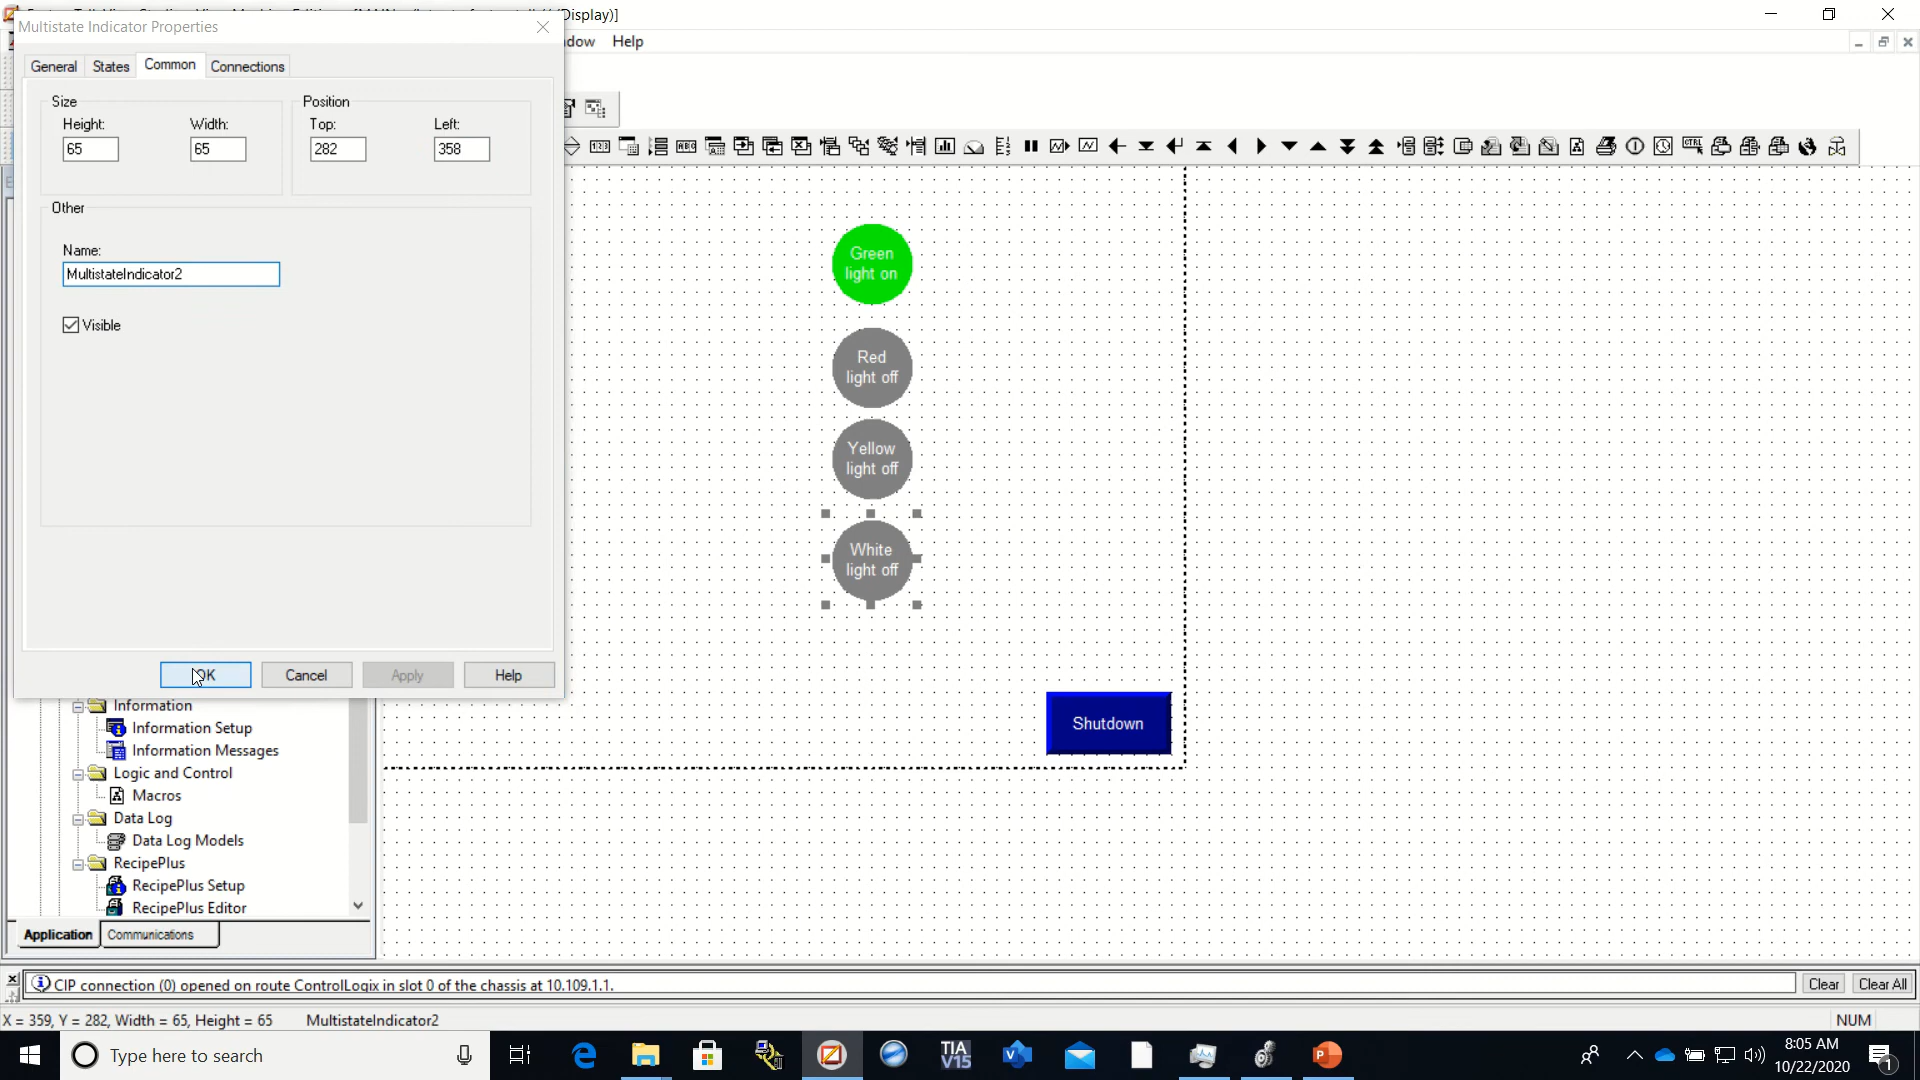 Display)]
Multistate Indicator Properties
dow Help
General States Common Connections
Size
Height: Width:
65 65
Position
Top: Left:
282 358
Other
Name:
MultistateIndicator2
Visible
OK Cancel Apply Help
Green
light on
Red
light off
Yellow
light off
White
light off
Shutdown
Information
Information Setup
Information Messages
Logic and Control
Macros
Data Log
Data Log Models
RecipePlus
RecipePlus Setup
RecipePlus Editor
Application Communications
CIP connection (0) opened on route ControlLogix in slot 0 of the chassis at 10.109.1.1.
Clear Clear All
X = 359, Y = 282, Width = 65, Height = 65 MultistateIndicator2
NUM
Type here to search
TIA
V15
8:05 AM
10/22/2020
1